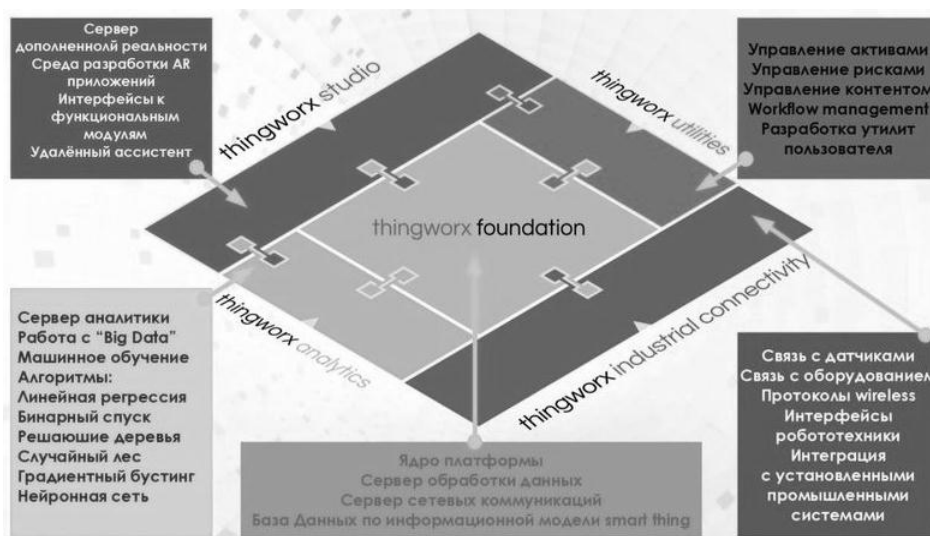 Сервер
дополненнолй реальности
Среда разработки AR
приложений
Интерфейсы к
функциональным
модулям
Удалённый ассистент
thingworx studio
thingworx utilities
Управление активами
Управление рисками
Управление контентом
Workflow management
Разработка утилит
пользователя
thingworx foundation
thingworx analytics
thingworx industrial connectivity
Сервер аналитики
Работа с “Big Data”
Машинное обучение
Алгоритмы:
Линейная регрессия
Бинарный спуск
Решаюшие деревья
Случайный лес
Градиентный бустинг
Нейронная сеть
Ядро платформы
Сервер обработки данных
Сервер сетевых коммуникаций
База Данных по информационной модели smart thing
Связь с датчиками
Связь с оборудованием
Протоколы wireless
Интерфейсы
робототехники
Интеграция
с установленными
промышленными
системами